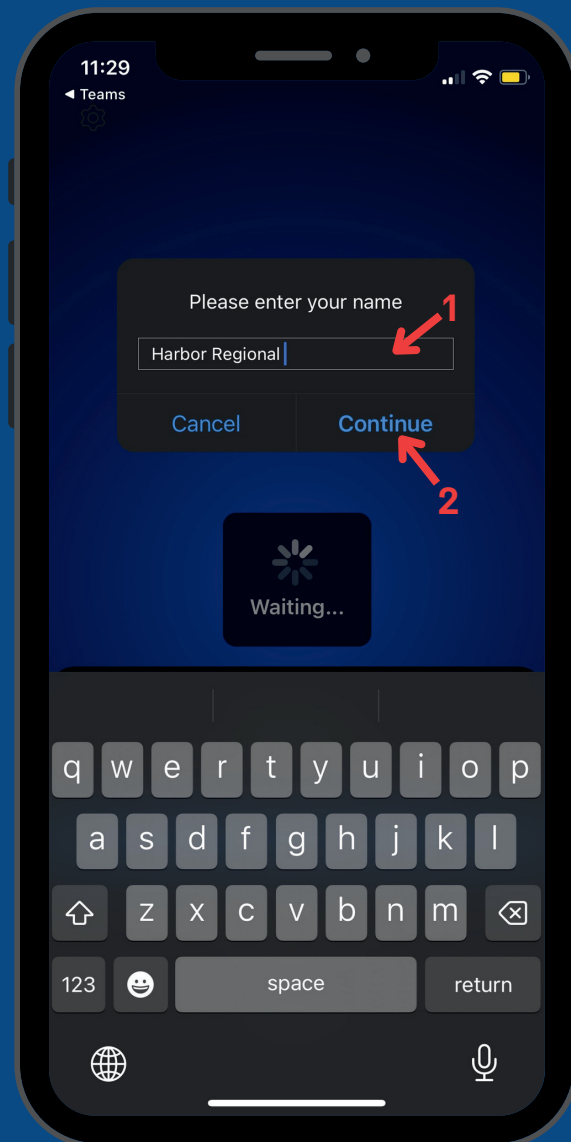 11:29
◀ Teams
Please enter your name
1
Harbor Regional
Cancel
Continue
2
Waiting...
q w e r t y u i o p
a s d f g h j k l
z x c v b n m
123 space return